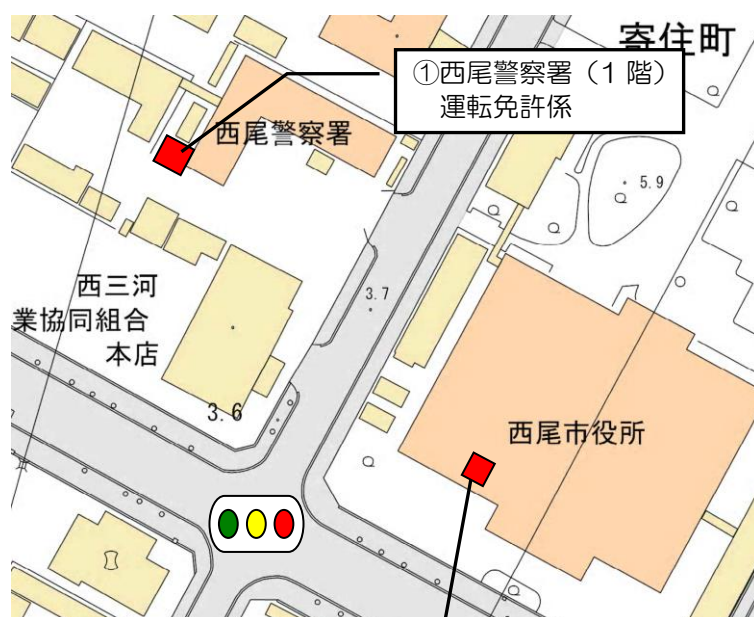 寄住町
①西尾警察署（1階）
運転免許係
西尾警察署
5.9
3.7
西三河
業協同組合
本店
3.6
西尾市役所